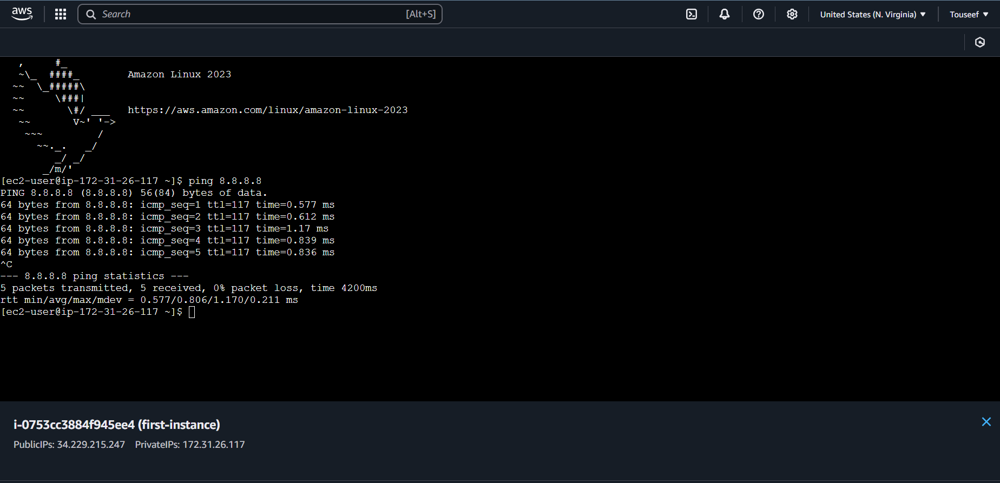 aws
Search [Alt+S]
United States (N. Virginia)
Touseef
   ,     #_
   ~\_  ####_        Amazon Linux 2023
  ~~  \_#####\
  ~~     \###|
  ~~       \#/ ___   https://aws.amazon.com/linux/amazon-linux-2023
   ~~       V~' '->
    ~~~         /
      ~~._.   _/
         _/ _/
       _/m/'
[ec2-user@ip-172-31-26-117 ~]$ ping 8.8.8.8
PING 8.8.8.8 (8.8.8.8) 56(84) bytes of data.
64 bytes from 8.8.8.8: icmp_seq=1 ttl=117 time=0.577 ms
64 bytes from 8.8.8.8: icmp_seq=2 ttl=117 time=0.612 ms
64 bytes from 8.8.8.8: icmp_seq=3 ttl=117 time=1.17 ms
64 bytes from 8.8.8.8: icmp_seq=4 ttl=117 time=0.839 ms
64 bytes from 8.8.8.8: icmp_seq=5 ttl=117 time=0.836 ms
^C
--- 8.8.8.8 ping statistics ---
5 packets transmitted, 5 received, 0% packet loss, time 4200ms
rtt min/avg/max/mdev = 0.577/0.806/1.170/0.211 ms
[ec2-user@ip-172-31-26-117 ~]$
i-0753cc3884f945ee4 (first-instance)
PublicIPs: 34.229.215.247 PrivateIPs: 172.31.26.117